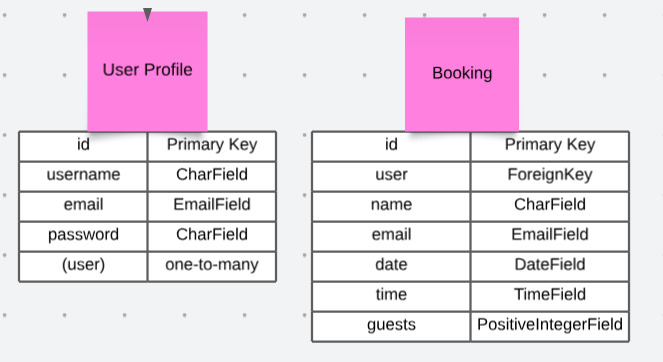 User Profile
id Primary Key
username CharField
email EmailField
password CharField
(user) one-to-many
Booking
id Primary Key
user ForeignKey
name CharField
email EmailField
date DateField
time TimeField
guests PositiveIntegerField